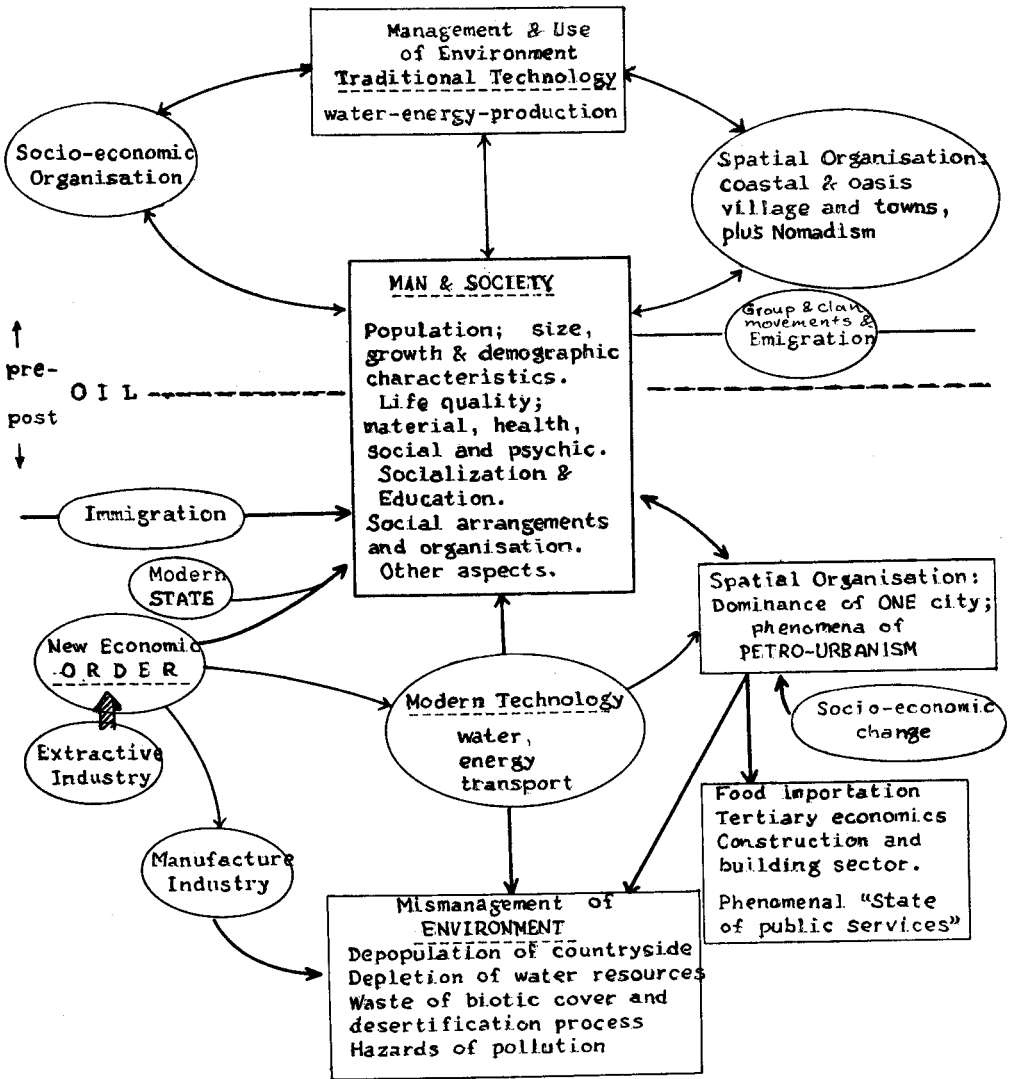 Management & Use
of Environment
Traditional Technology
water-energy-production
Socio-economic
Organisation
Spatial Organisation:
coastal & oasis
village and towns,
plus Nomadism
MAN & SOCIETY
Population; size,
growth & demographic
characteristics.
Life quality;
material, health,
social and psychic.
Socialization &
Education.
Social arrangements
and organisation.
Other aspects.
Group & clan
movements &
Emigration
pre-
OIL
post
Immigration
Modern
STATE
New Economic
ORDER
Extractive
Industry
Manufacture
Industry
Modern Technology
water,
energy
transport
Spatial Organisation:
Dominance of ONE city;
phenomena of
PETRO-URBANISM
Socio-economic
change
Food importation
Tertiary economics
Construction and
building sector.
Phenomenal "State
of public services"
Mismanagement of
ENVIRONMENT
Depopulation of countryside
Depletion of water resources
Waste of biotic cover and
desertification process
Hazards of pollution